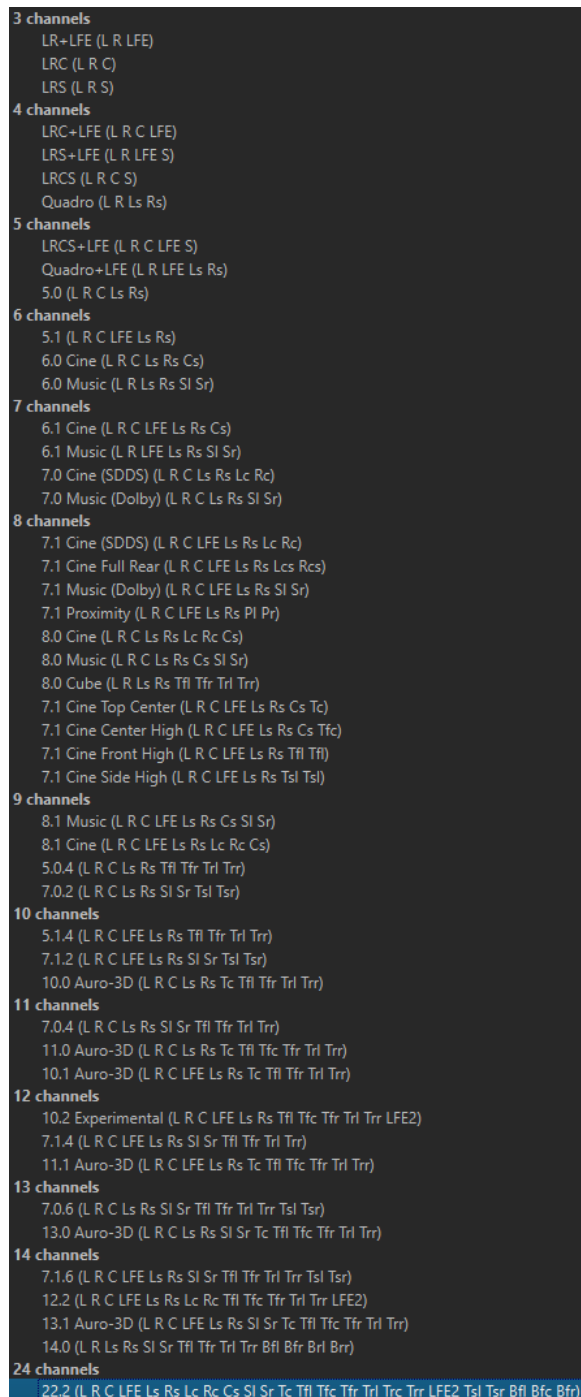 3 channels
LR+LFE (L R LFE)
LRC (L R C)
LRS (L R S)
4 channels
LRC+LFE (L R C LFE)
LRS+LFE (L R LFE S)
LRCS (L R C S)
Quadro (L R Ls Rs)
5 channels
LRCS+LFE (L R C LFE S)
Quadro+LFE (L R LFE Ls Rs)
5.0 (L R C Ls Rs)
6 channels
5.1 (L R C LFE Ls Rs)
6.0 Cine (L R C Ls Rs Cs)
6.0 Music (L R Ls Rs Sl Sr)
7 channels
6.1 Cine (L R C LFE Ls Rs Cs)
6.1 Music (L R LFE Ls Rs Sl Sr)
7.0 Cine (SDDS) (L R C Ls Rs Lc Rc)
7.0 Music (Dolby) (L R C Ls Rs Sl Sr)
8 channels
7.1 Cine (SDDS) (L R C LFE Ls Rs Lc Rc)
7.1 Cine Full Rear (L R C LFE Ls Rs Lcs Rcs)
7.1 Music (Dolby) (L R C LFE Ls Rs Sl Sr)
7.1 Proximity (L R C LFE Ls Rs Pl Pr)
8.0 Cine (L R C Ls Rs Lc Rc Cs)
8.0 Music (L R C Ls Rs Cs Sl Sr)
8.0 Cube (L R Ls Rs Tfl Tfr Trl Trr)
7.1 Cine Top Center (L R C LFE Ls Rs Cs Tc)
7.1 Cine Center High (L R C LFE Ls Rs Cs Tfc)
7.1 Cine Front High (L R C LFE Ls Rs Tfl Tfl)
7.1 Cine Side High (L R C LFE Ls Rs Tsl Tsl)
9 channels
8.1 Music (L R C LFE Ls Rs Cs Sl Sr)
8.1 Cine (L R C LFE Ls Rs Lc Rc Cs)
5.0.4 (L R C Ls Rs Tfl Tfr Trl Trr)
7.0.2 (L R C Ls Rs Sl Sr Tsl Tsr)
10 channels
5.1.4 (L R C LFE Ls Rs Tfl Tfr Trl Trr)
7.1.2 (L R C LFE Ls Rs Sl Sr Tsl Tsr)
10.0 Auro-3D (L R C Ls Rs Tc Tfl Tfr Trl Trr)
11 channels
7.0.4 (L R C Ls Rs Sl Sr Tfl Tfr Trl Trr)
11.0 Auro-3D (L R C Ls Rs Tc Tfl Tfc Tfr Trl Trr)
10.1 Auro-3D (L R C LFE Ls Rs Tc Tfl Tfr Trl Trr)
12 channels
10.2 Experimental (L R C LFE Ls Rs Tfl Tfc Tfr Trl Trr LFE2)
7.1.4 (L R C LFE Ls Rs Sl Sr Tfl Tfr Trl Trr)
11.1 Auro-3D (L R C LFE Ls Rs Tc Tfl Tfc Tfr Trl Trr)
13 channels
7.0.6 (L R C Ls Rs Sl Sr Tfl Tfr Trl Trr Tsl Tsr)
13.0 Auro-3D (L R C Ls Rs Sl Sr Tc Tfl Tfc Tfr Trl Trr)
14 channels
7.1.6 (L R C LFE Ls Rs Sl Sr Tfl Tfr Trl Trr Tsl Tsr)
12.2 (L R C LFE Ls Rs Lc Rc Tfl Tfc Tfr Trl Trr LFE2)
13.1 Auro-3D (L R C LFE Ls Rs Sl Sr Tc Tfl Tfc Tfr Trl Trr)
14.0 (L R Ls Rs Sl Sr Tfl Tfr Trl Trr Bfl Bfr Brl Brr)
24 channels
22.2 (L R C LFE Ls Rs Lc Rc Cs Sl Sr Tc Tfl Tfc Tfr Trl Trc Trr LFE2 Tsl Tsr Bfl Bfc Bfr)